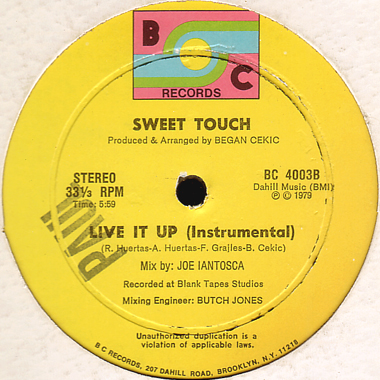 B C
RECORDS
SWEET TOUCH
Produced & Arranged by BEGAN CEKIC
STEREO
33⅓ RPM
Time: 5:59
BC 4003B
Dahill Music (BMI)
℗ © 1979
LIVE IT UP (Instrumental)
(R. Huertas-A. Huertas-F. Grajles-B. Cekic)
Mix by: JOE IANTOSCA
Recorded at Blank Tapes Studios
Mixing Engineer: BUTCH JONES
Unauthorized duplication is a
violation of applicable laws.
B C RECORDS, 207 DAHILL ROAD, BROOKLYN, N.Y. 11218
PAUL